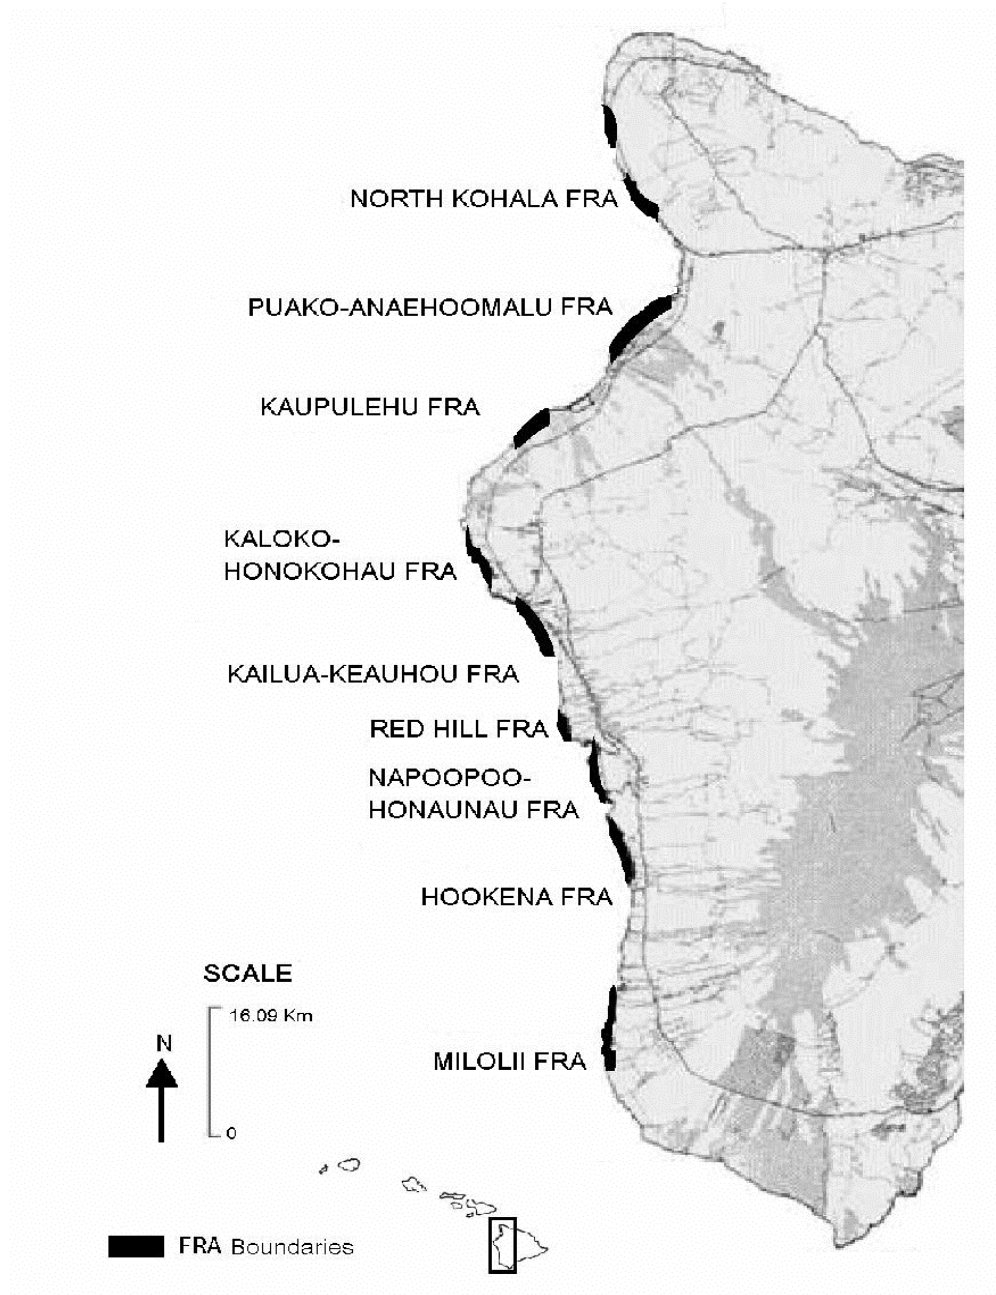 NORTH KOHALA FRA
PUAKO-ANAEHOOMALU FRA
KAUPULEHU FRA
KALOKO-
HONOKOHAU FRA
KAILUA-KEAUHOU FRA
RED HILL FRA
NAPOOPOO-
HONAUNAU FRA
HOOKENA FRA
SCALE
16.09 Km
N
MILOLII FRA
0
FRA Boundaries